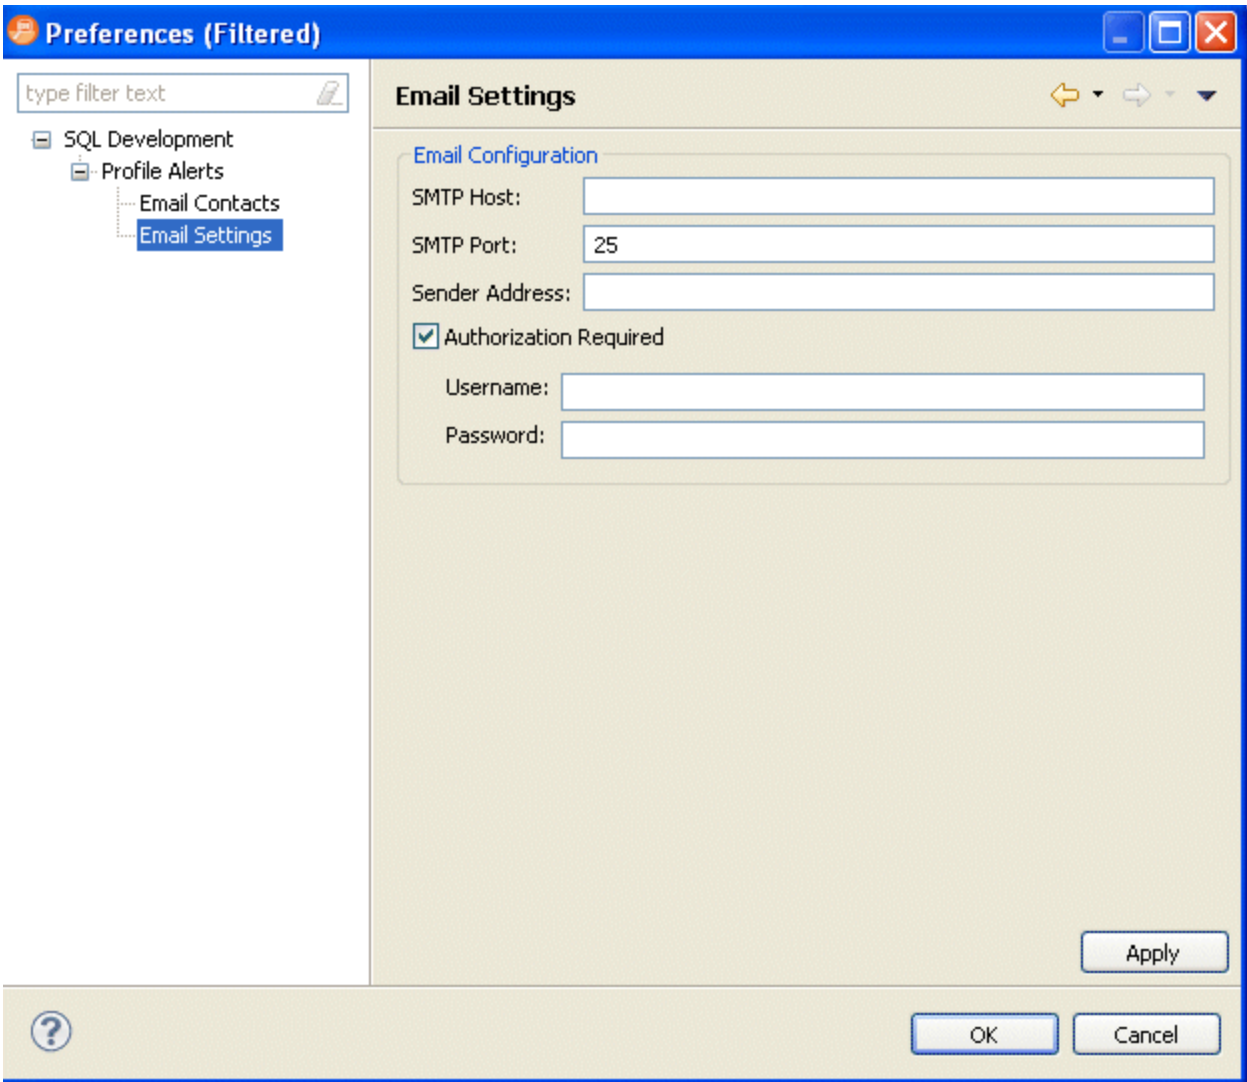 Preferences (Filtered)
type filter text
SQL Development
Profile Alerts
Email Contacts
Email Settings
Email Settings
Email Configuration
SMTP Host:
SMTP Port: 25
Sender Address:
Authorization Required
Username:
Password:
Apply
?
OK Cancel